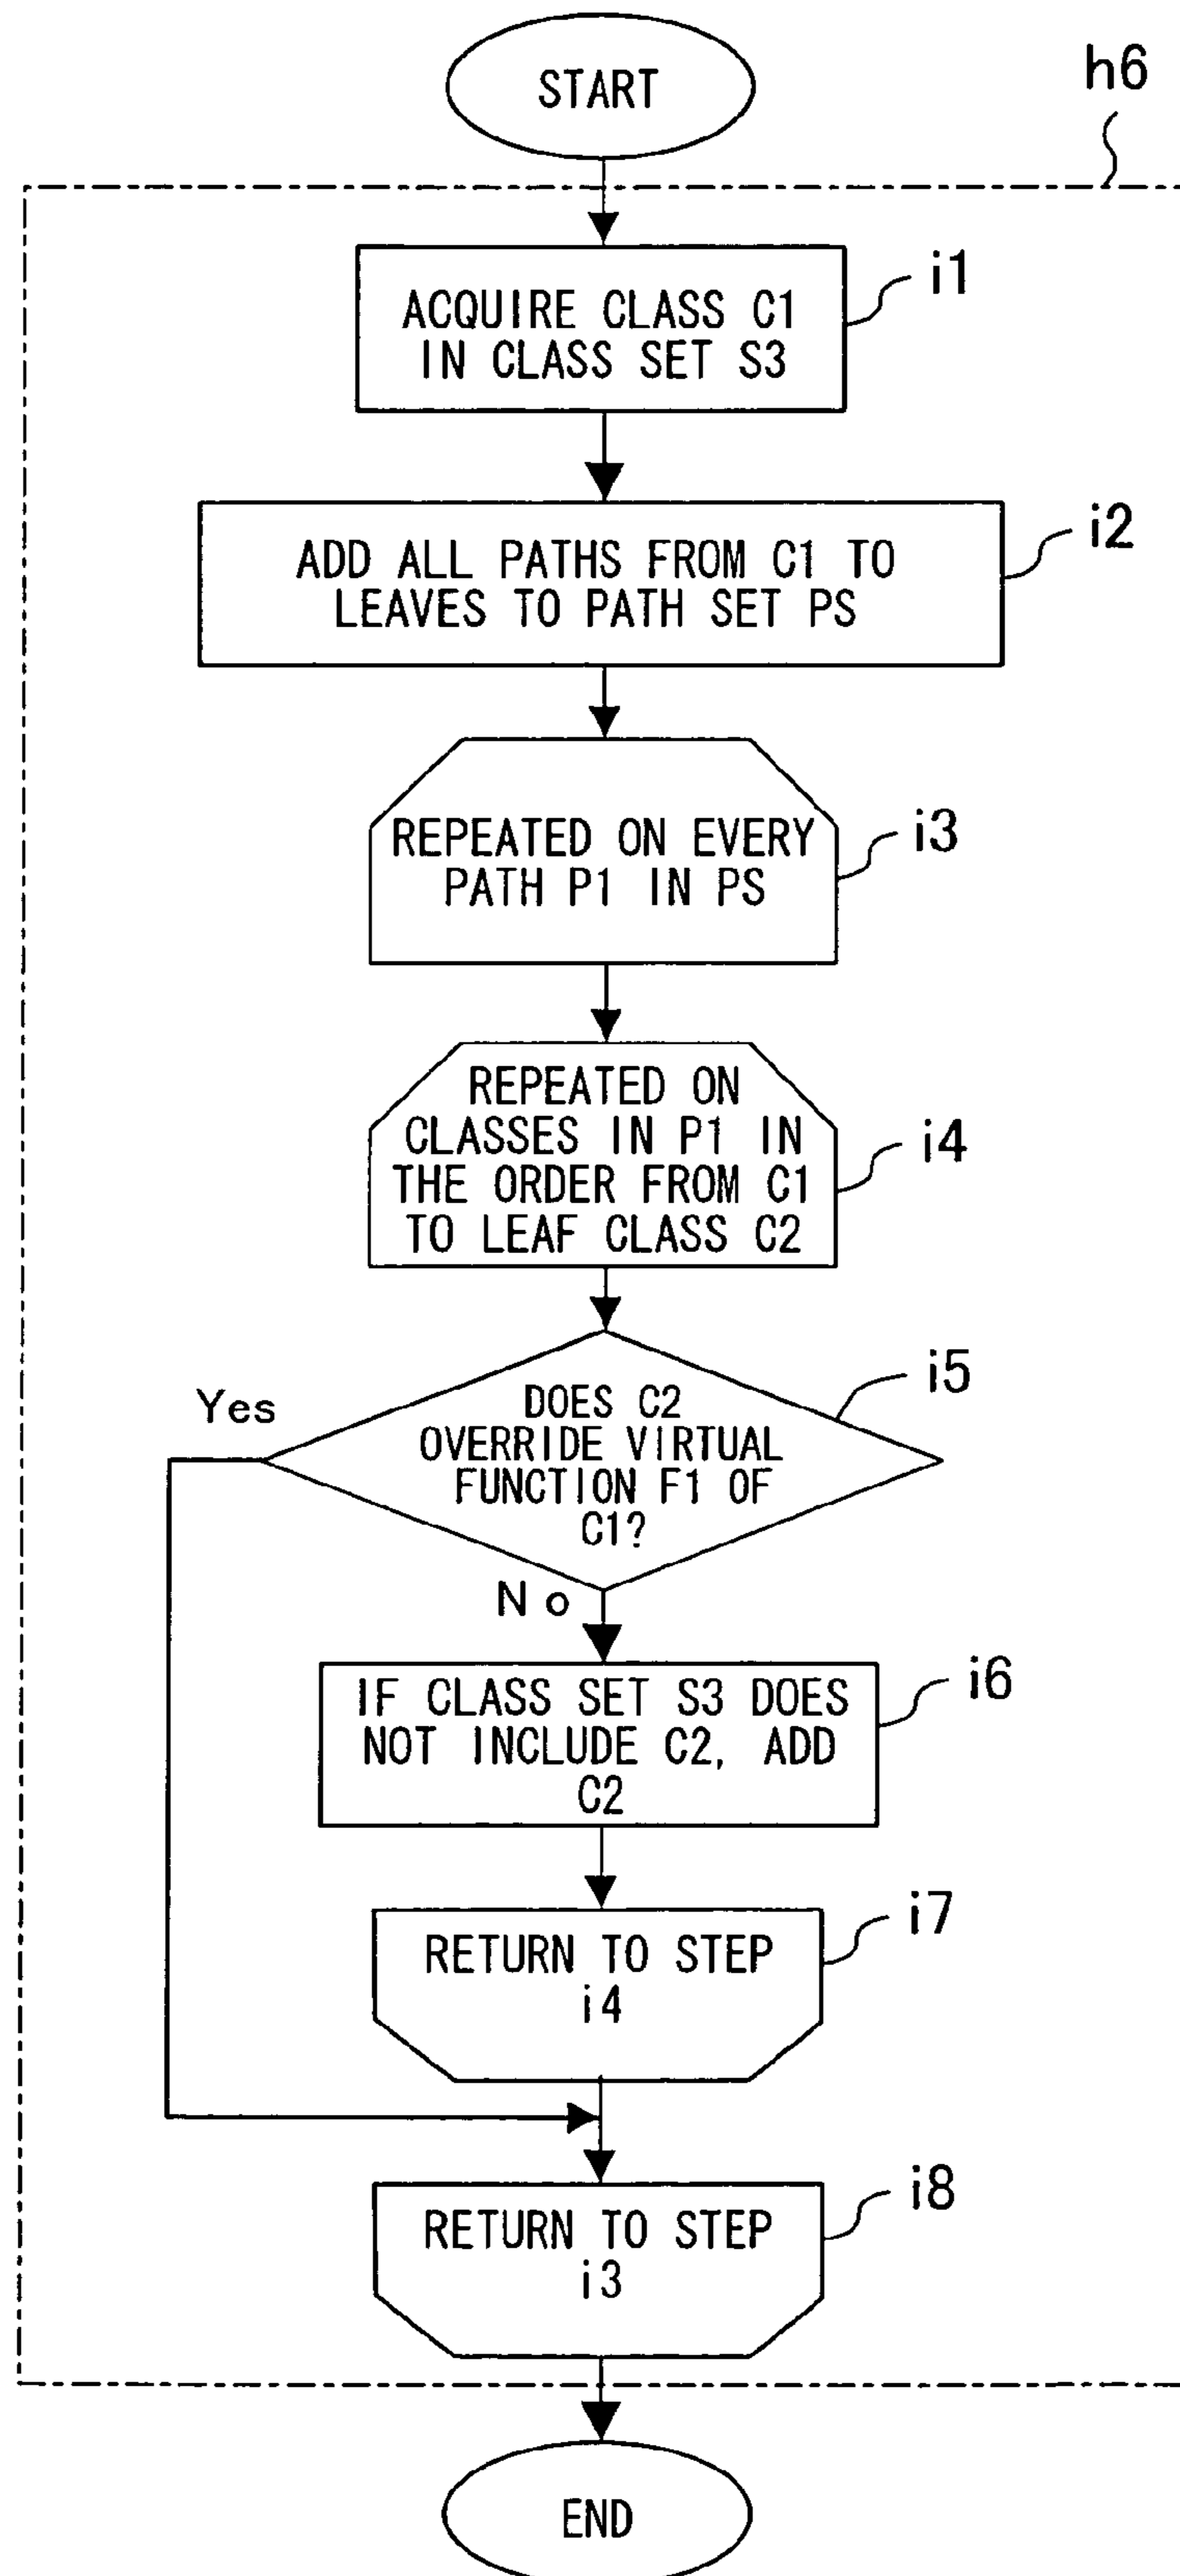 START
h6
ACQUIRE CLASS C1
IN CLASS SET S3
i1
ADD ALL PATHS FROM C1 TO
LEAVES TO PATH SET PS
i2
REPEATED ON EVERY
PATH P1 IN PS
i3
REPEATED ON
CLASSES IN P1 IN
THE ORDER FROM C1
TO LEAF CLASS C2
i4
DOES C2
OVERRIDE VIRTUAL
FUNCTION F1 OF
C1?
i5
Yes
No
IF CLASS SET S3 DOES
NOT INCLUDE C2, ADD
C2
i6
RETURN TO STEP
i4
i7
RETURN TO STEP
i3
i8
END